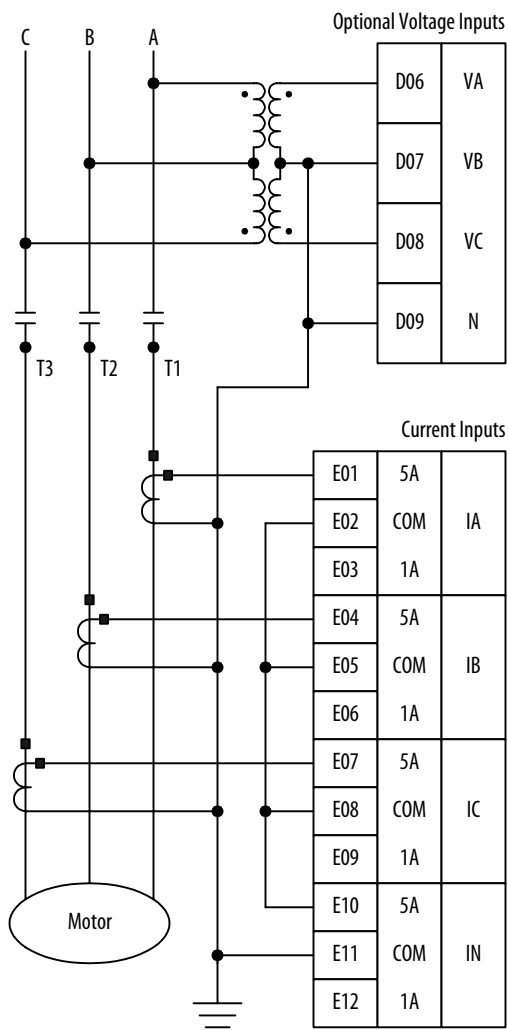 Optional Voltage Inputs
C B A
D06 VA
D07 VB
D08 VC
D09 N
T3 T2 T1
Current Inputs
E01 5A
E02 COM IA
E03 1A
E04 5A
E05 COM IB
E06 1A
E07 5A
E08 COM IC
E09 1A
E10 5A
Motor
E11 COM IN
E12 1A